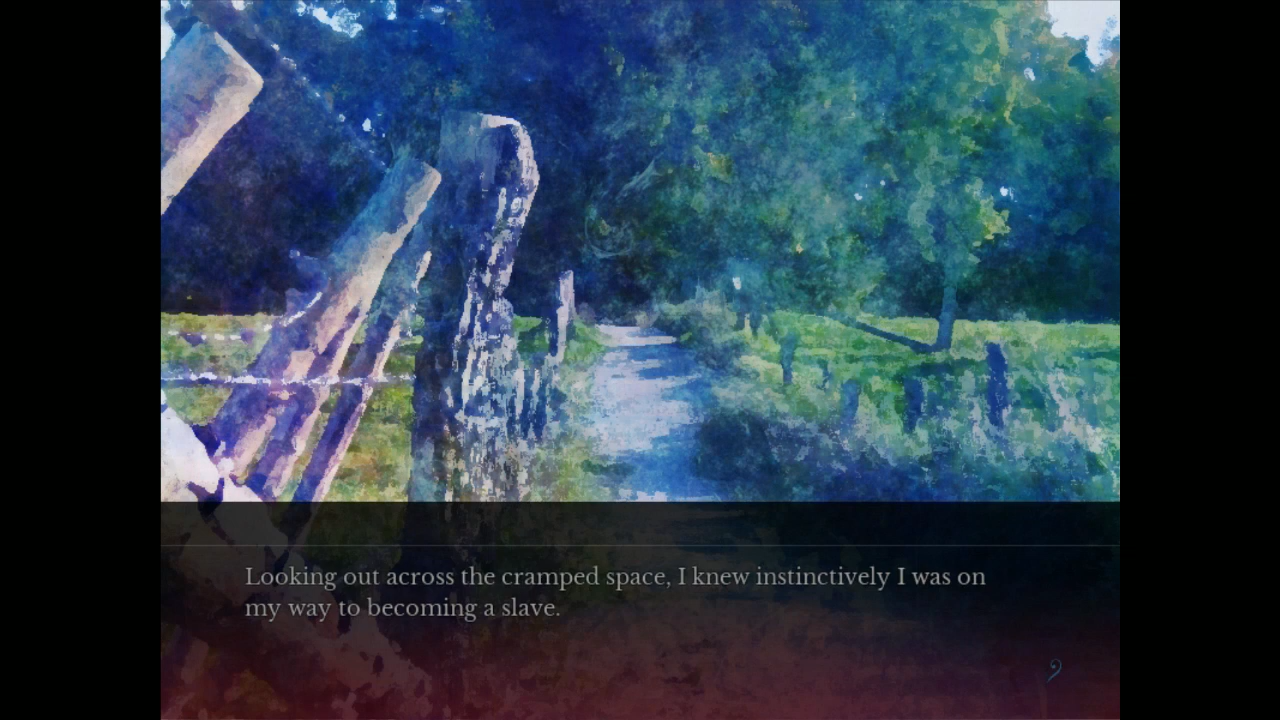 Looking out across the cramped space, I knew instinctively I was on
my way to becoming a slave.